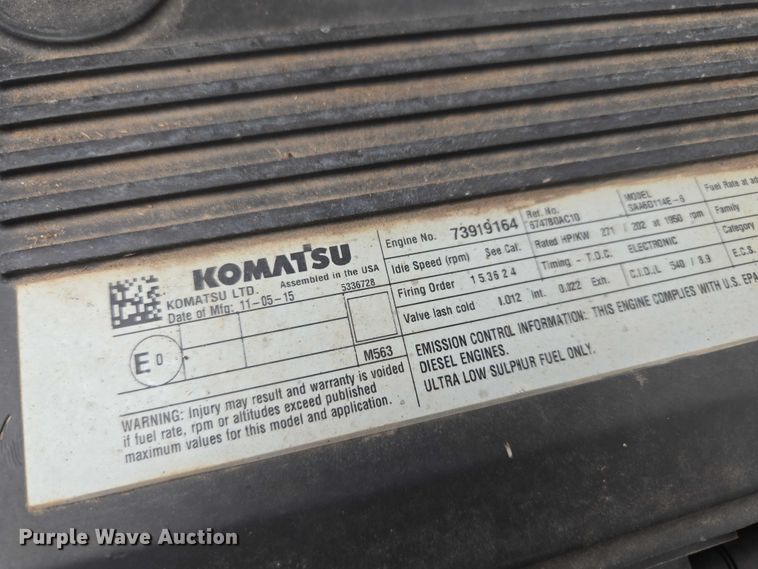 KOMATSU
KOMATSU LTD. Assembled in the USA
Date of Mfg: 11-05-15 5336728
E 0
M563
WARNING: Injury may result and warranty is voided
if fuel rate, rpm or altitudes exceed published
maximum values for this model and application.
Engine No. 73919164 Ref. No. MODEL Fuel Rate at
SAA6D114E-5
Idle Speed (rpm) See Cal. Rated HP/KW 271 / 202 at 1950 rpm Family
Firing Order 1 5 3 6 2 4 Timing - T.D.C. ELECTRONIC
Valve lash cold 0.012 Int. 0.022 Exh. C.I.D./L 540 / 8.9 E.C.S.
EMISSION CONTROL INFORMATION: THIS ENGINE COMPLIES WITH U.S. EPA
DIESEL ENGINES.
ULTRA LOW SULPHUR FUEL ONLY.
Purple Wave Auction